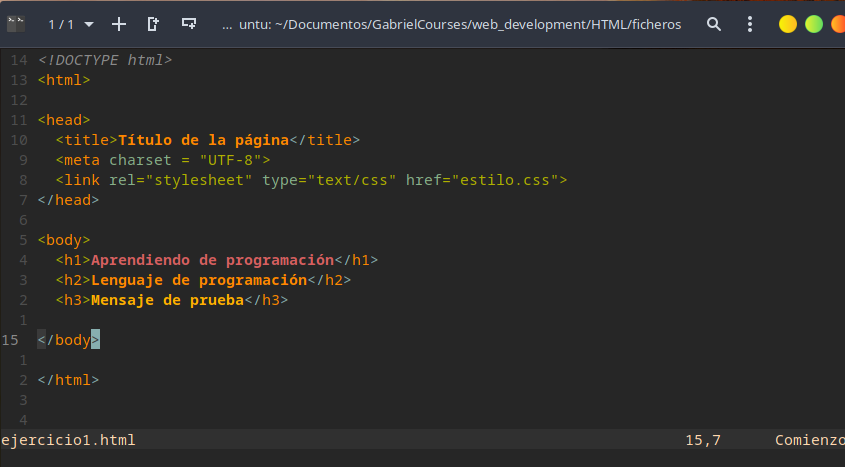 1 / 1 ... untu: ~/Documentos/GabrielCourses/web_development/HTML/ficheros
14 <!DOCTYPE html>
13 <html>
12
11 <head>
10   <title>Título de la página</title>
9   <meta charset = "UTF-8">
8   <link rel="stylesheet" type="text/css" href="estilo.css">
7 </head>
6
5 <body>
4   <h1>Aprendiendo de programación</h1>
3   <h2>Lenguaje de programación</h2>
2   <h3>Mensaje de prueba</h3>
1
15 </body>
1
2 </html>
3
4
ejercicio1.html 15,7 Comienzo